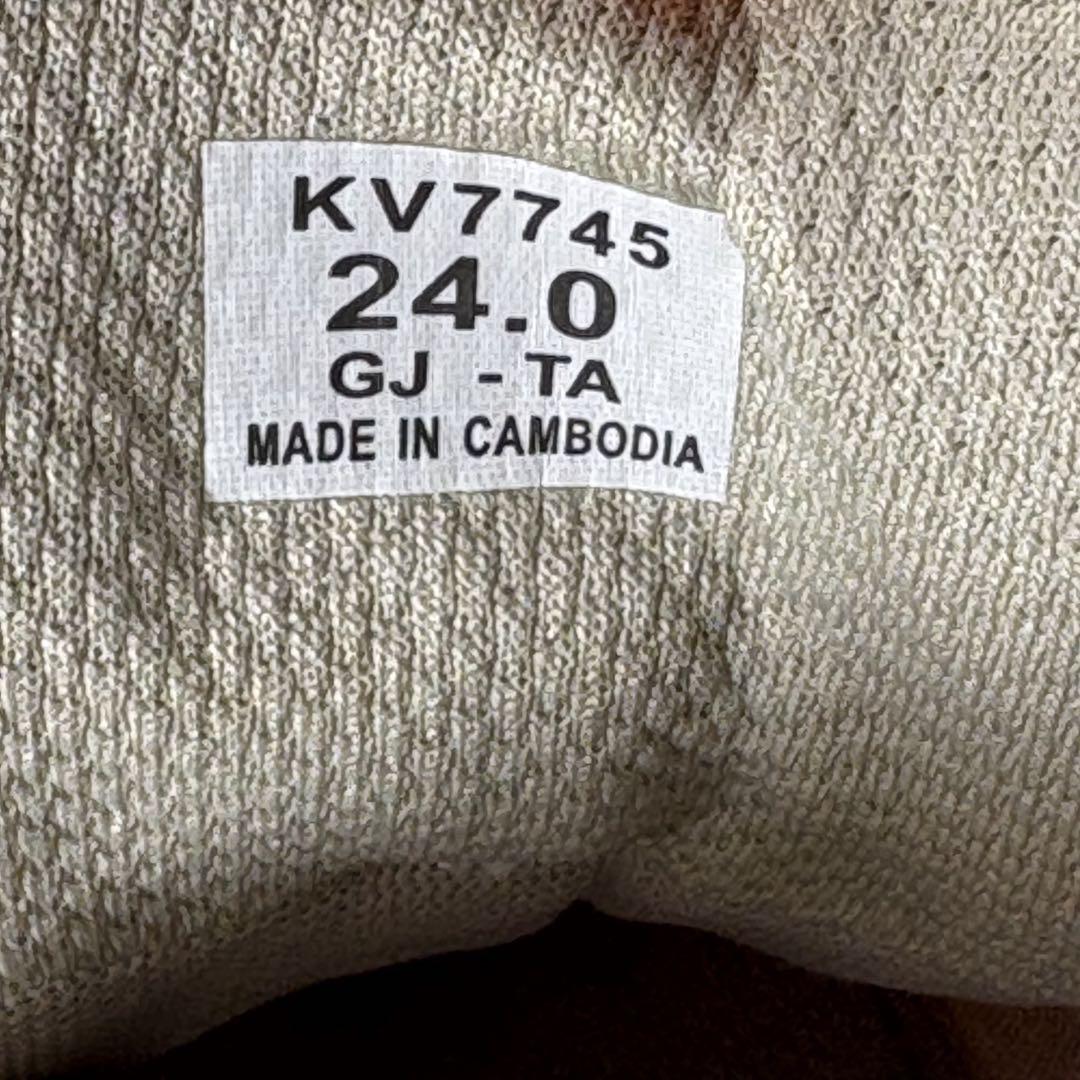 KV7745
24.0
GJ - TA
MADE IN CAMBODIA